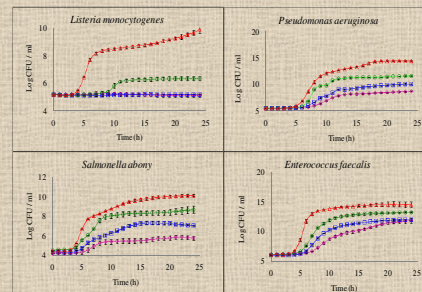 Listeria monocytogenes
10
8
6
4
Log CFU / ml
0 5 10 15 20 25
Time (h)
Pseudomonas aeruginosa
20
15
10
5
Log CFU / ml
0 5 10 15 20 25
Time (h)
Salmonella abony
12
10
8
6
4
Log CFU / ml
0 5 10 15 20 25
Time (h)
Enterococcus faecalis
20
15
10
5
Log CFU / ml
0 5 10 15 20 25
Time (h)